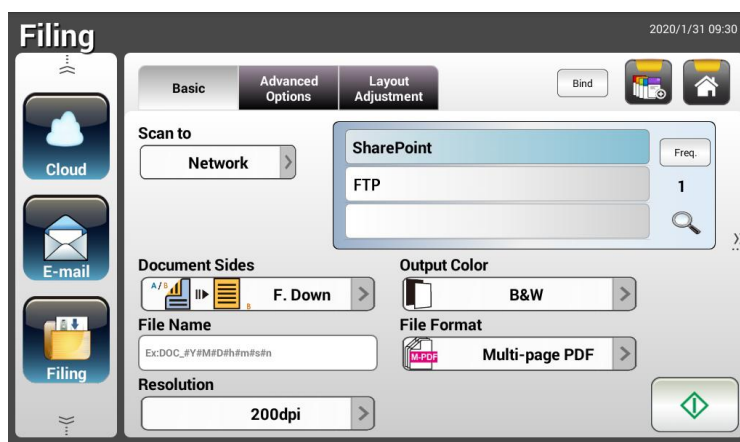 Filing
2020/1/31 09:30
Basic
Advanced Options
Layout Adjustment
Bind
Cloud
E-mail
Filing
Scan to
Network
SharePoint
FTP
Freq.
1
Document Sides
A/B
B
F. Down
Output Color
B&W
File Name
Ex:DOC_#Y#M#D#h#m#s#n
File Format
M-PDF
Multi-page PDF
Resolution
200dpi